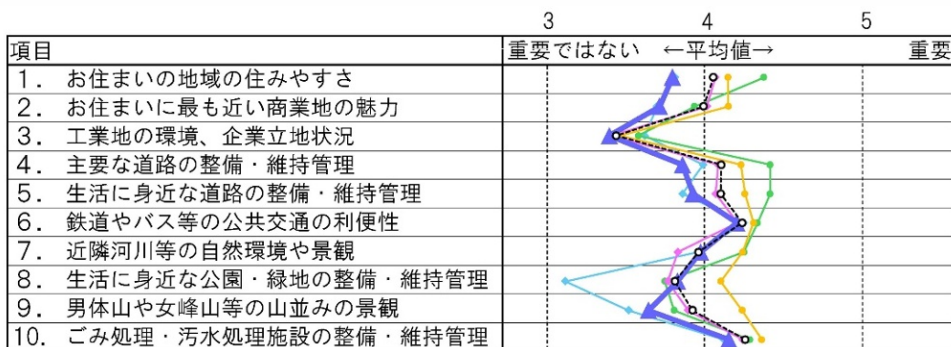 3 4 5
項目 重要ではない ←平均値→ 重要
1. お住まいの地域の住みやすさ
2. お住まいに最も近い商業地の魅力
3. 工業地の環境、企業立地状況
4. 主要な道路の整備・維持管理
5. 生活に身近な道路の整備・維持管理
6. 鉄道やバス等の公共交通の利便性
7. 近隣河川等の自然環境や景観
8. 生活に身近な公園・緑地の整備・維持管理
9. 男体山や女峰山等の山並みの景観
10. ごみ処理・汚水処理施設の整備・維持管理